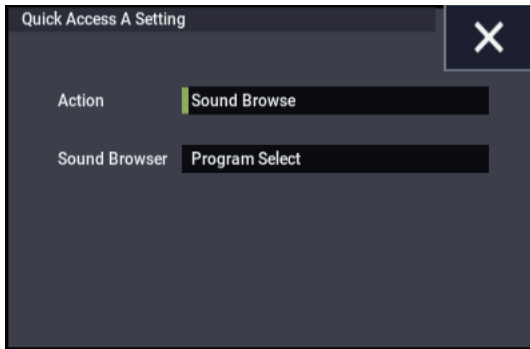 Quick Access A Setting
Action
Sound Browse
Sound Browser
Program Select